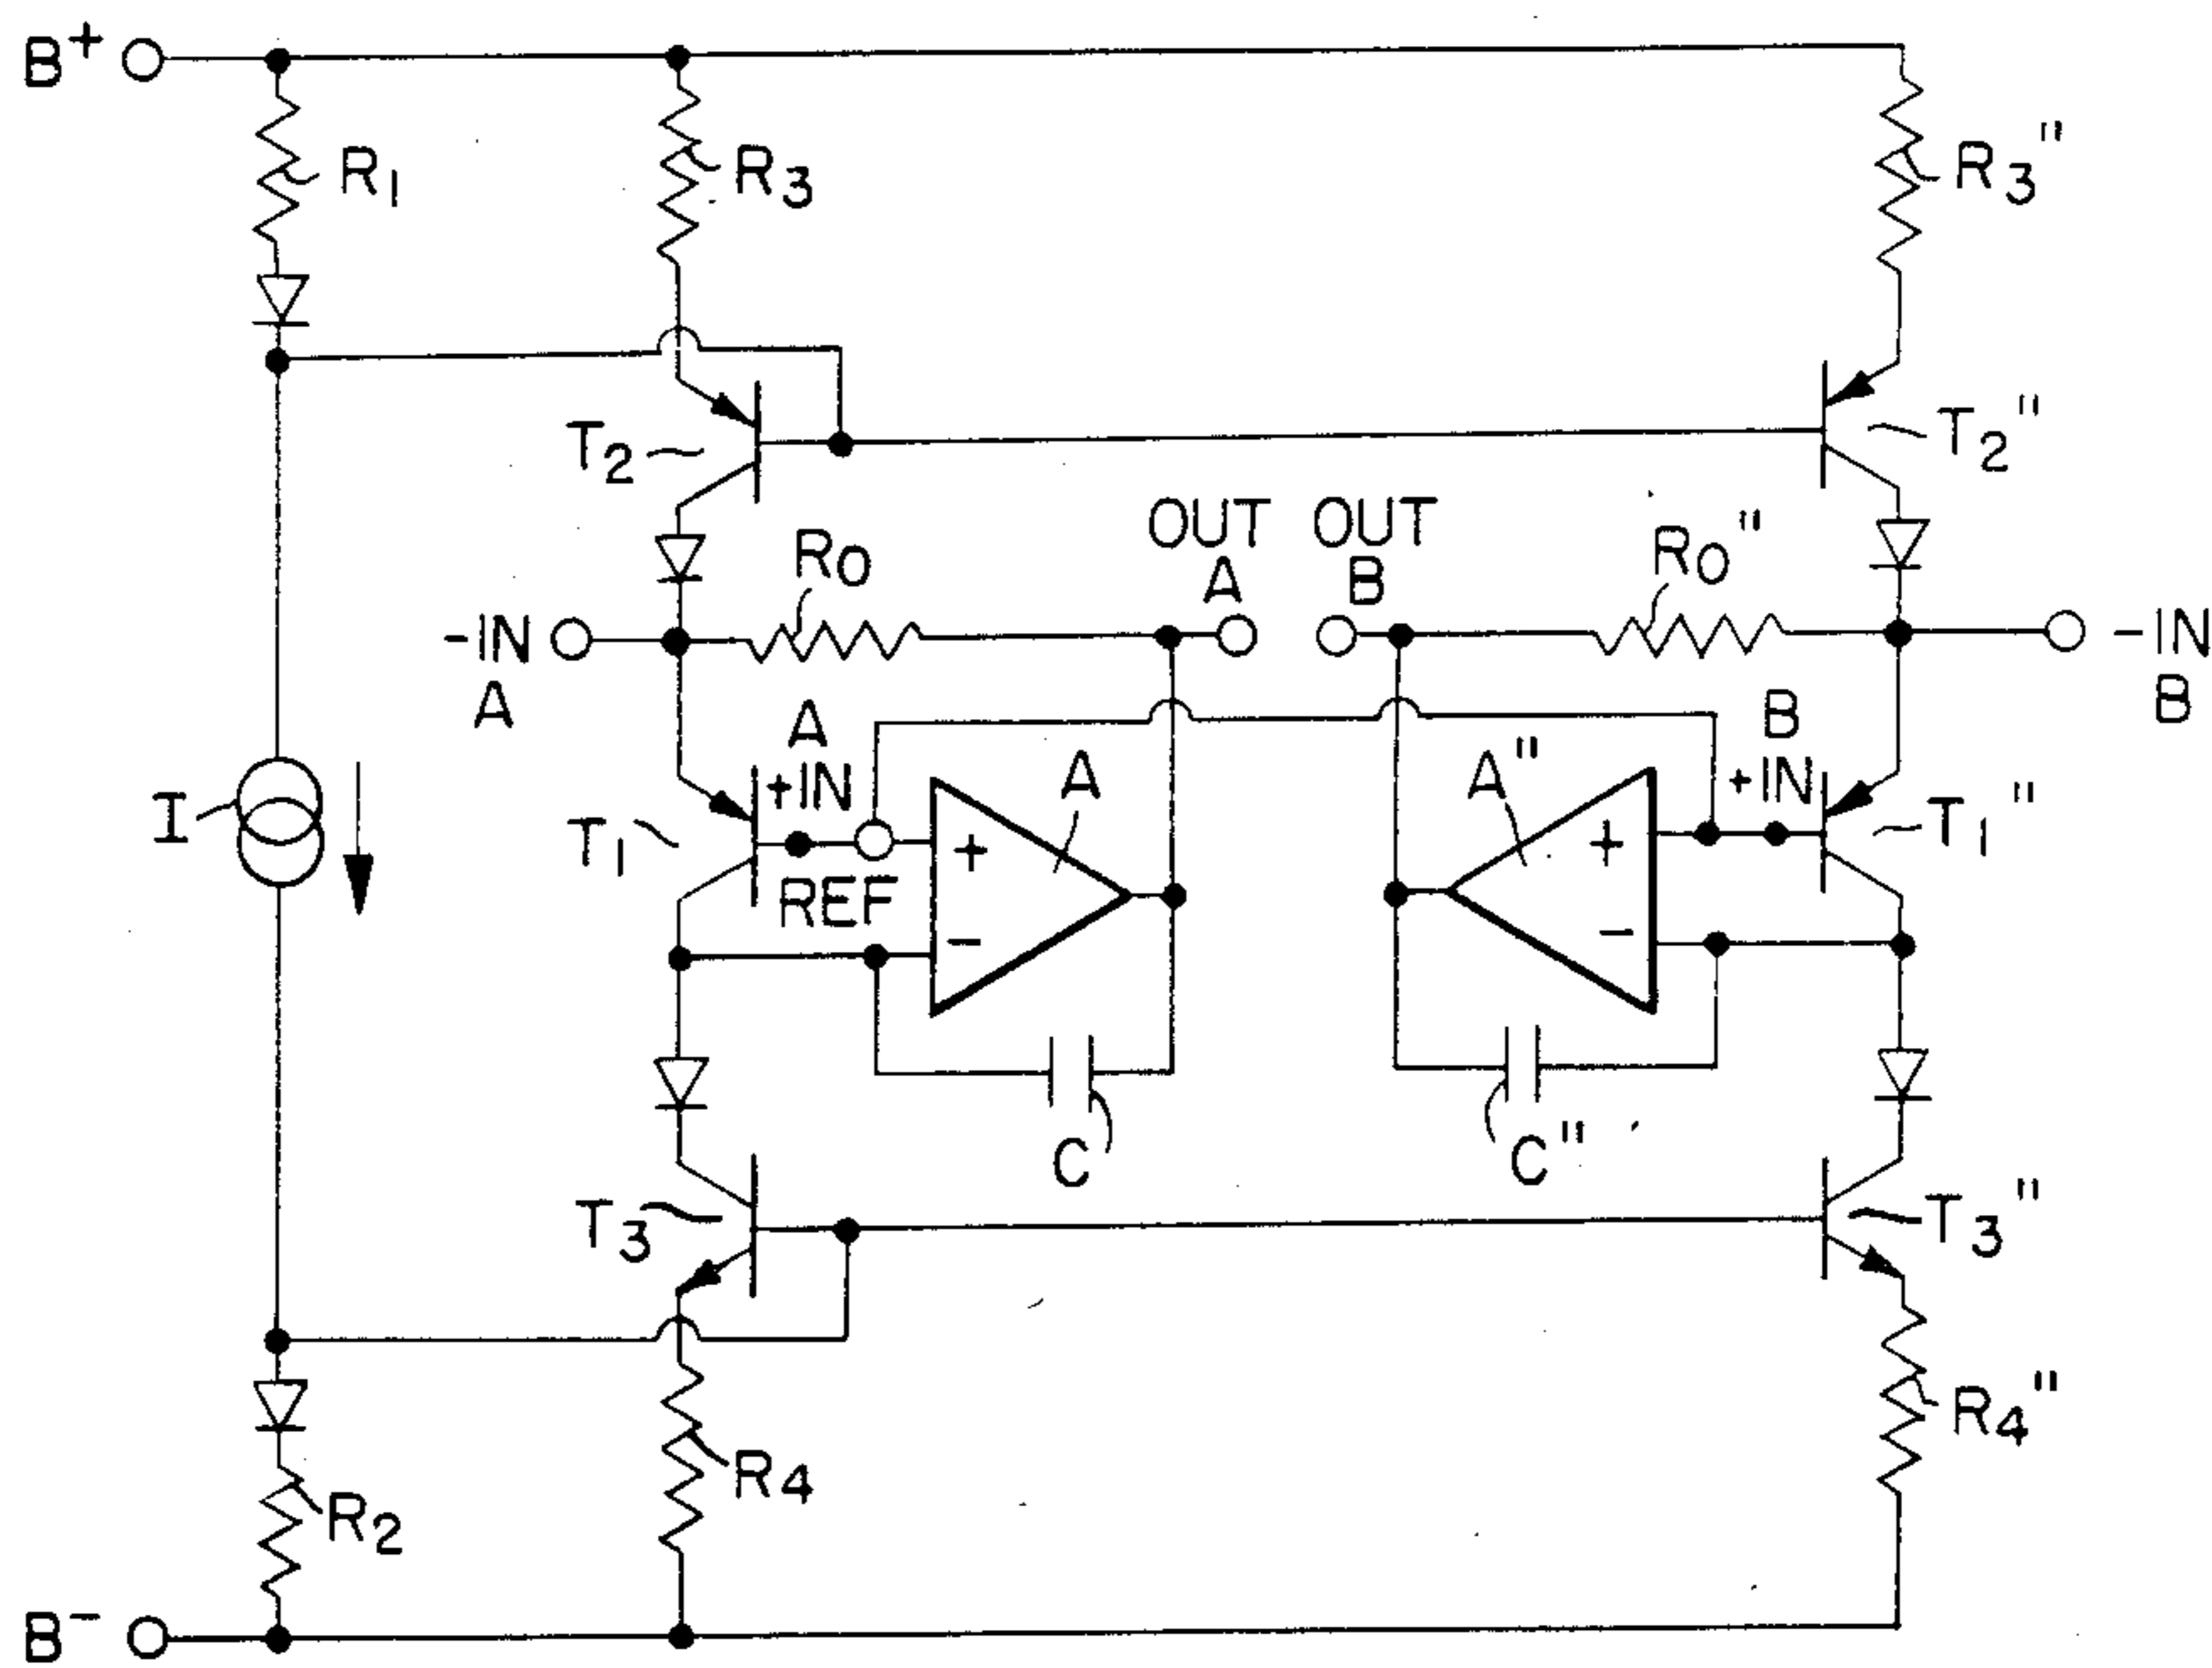 B+
R1
R3
R3"
T2
T2"
OUT A
OUT B
R0
R0"
-IN A
-IN B
A +IN
B +IN
A
A"
I
T1
T1"
+
-
+
-
REF
C
C"
T3
T3"
R4
R4"
R2
B-